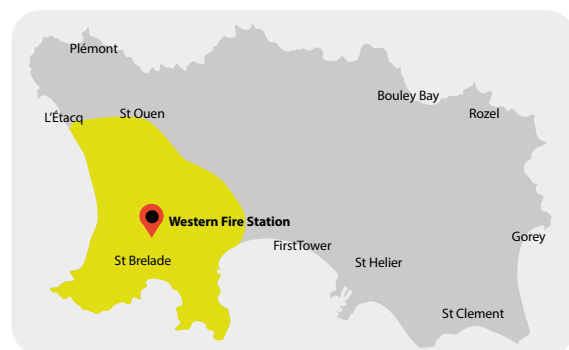 Plémont
Bouley Bay
L'Étacq
St Ouen
Rozel
Western Fire Station
Gorey
FirstTower
St Brelade
St Helier
St Clement